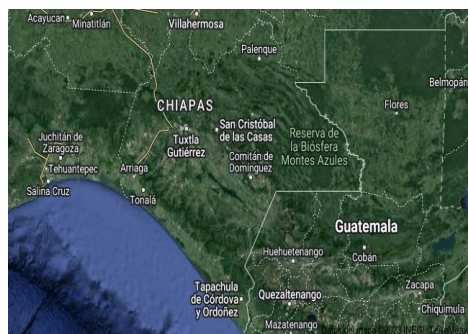 Acayucan
Minatitlán
Villahermosa
Palenque
Belmopán
CHIAPAS
Flores
San Cristóbal
de las Casas
Tuxtla
Gutiérrez
Reserva de
la Biósfera
Montes Azules
Juchitán de
Zaragoza
Comitán de
Domínguez
Tehuantepec
Arriaga
Salina Cruz
Tonalá
Guatemala
Huehuetenango
Cobán
Tapachula
de Córdova
y Ordóñez
Quezaltenango
Zacapa
Chiquimula
Mazatenango